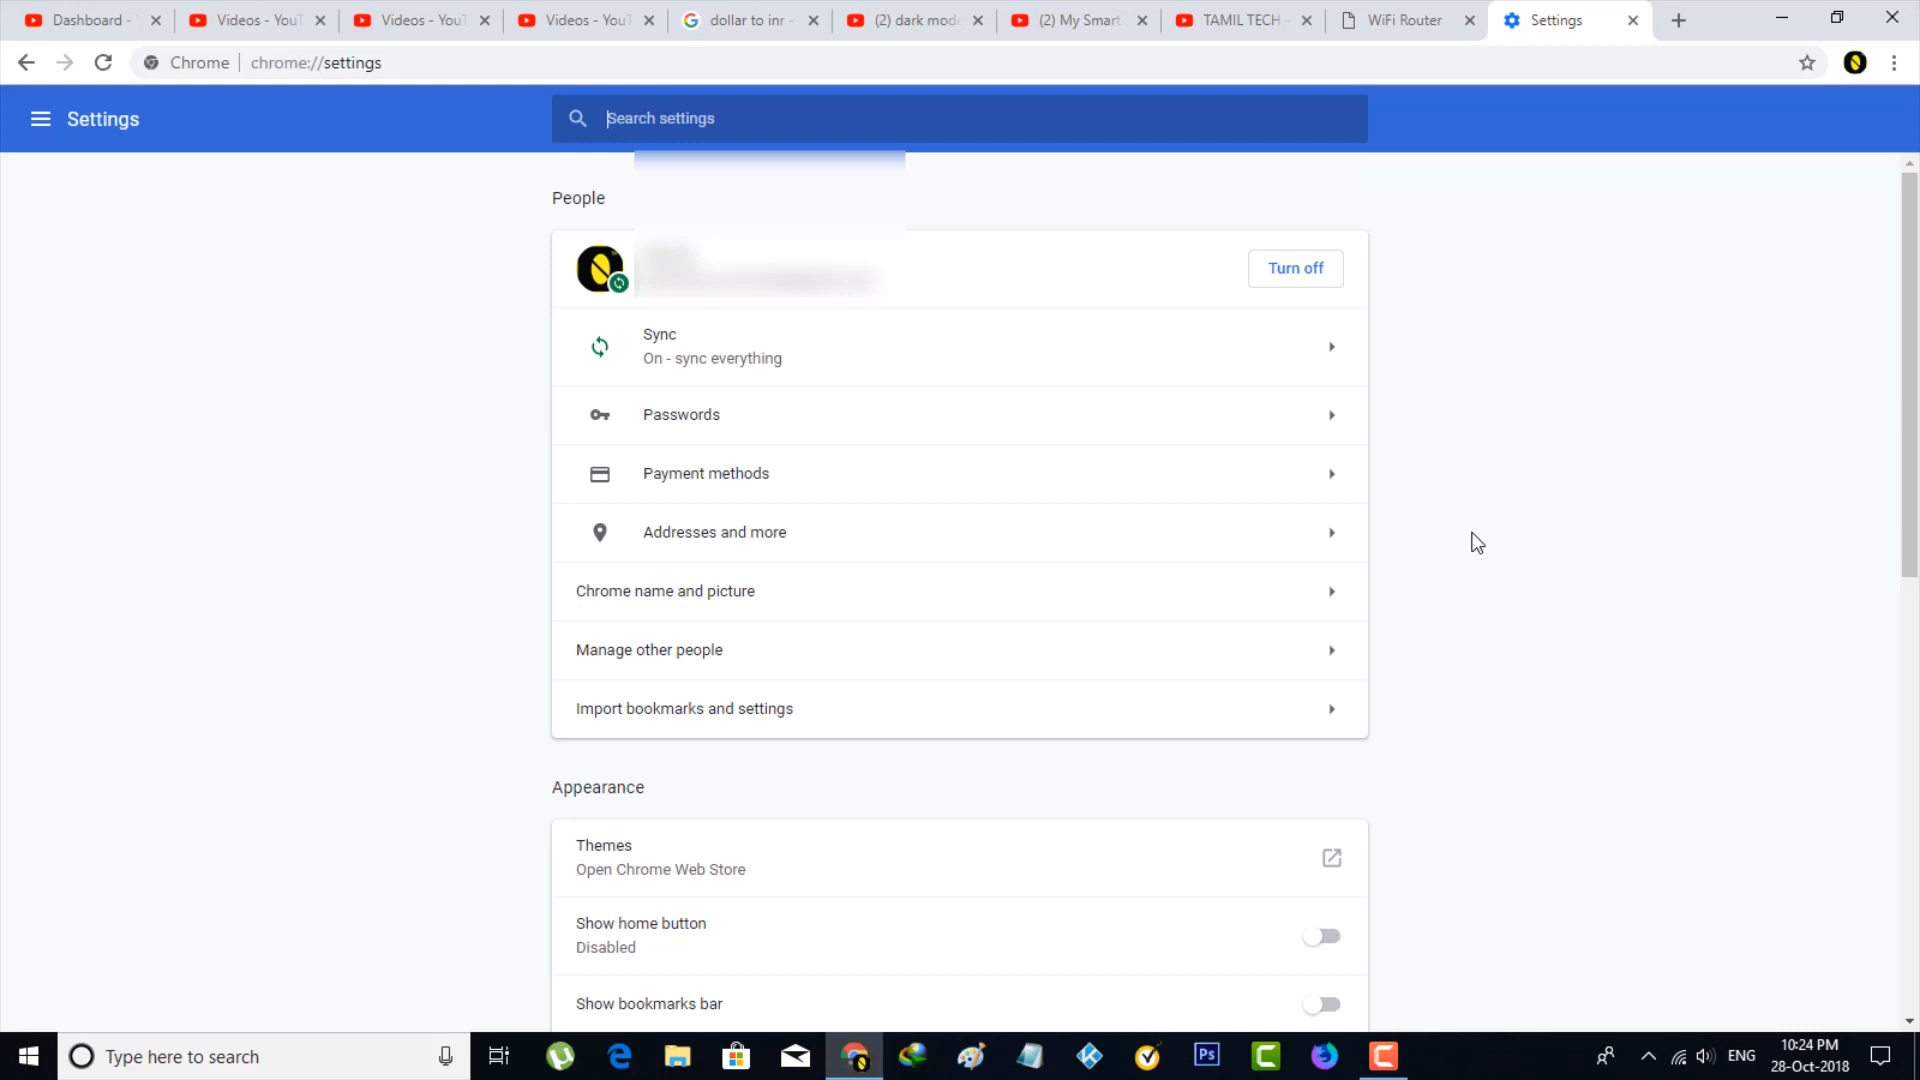 Dashboard -
Videos - YouT
Videos - YouT
Videos - YouT
dollar to inr -
(2) dark mode
(2) My Smart
TAMIL TECH -
WiFi Router
Settings
Chrome
chrome://settings
Settings
Search settings
People
Turn off
Sync
On - sync everything
Passwords
Payment methods
Addresses and more
Chrome name and picture
Manage other people
Import bookmarks and settings
Appearance
Themes
Open Chrome Web Store
Show home button
Disabled
Show bookmarks bar
Type here to search
Ps
ENG
10:24 PM
28-Oct-2018